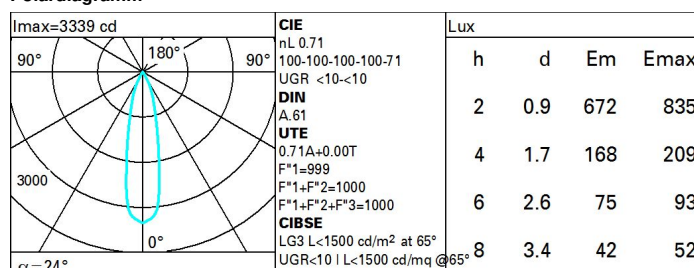 Imax=3339 cd
90° 180° 90°
3000
0°
α=24°
CIE
nL 0.71
100-100-100-100-71
UGR <10-<10
DIN
A.61
UTE
0.71A+0.00T
F"1=999
F"1+F"2=1000
F"1+F"2+F"3=1000
CIBSE
LG3 L<1500 cd/m² at 65°
UGR<10 | L<1500 cd/mq @65°
Lux
h d Em Emax
2 0.9 672 835
4 1.7 168 209
6 2.6 75 93
8 3.4 42 52